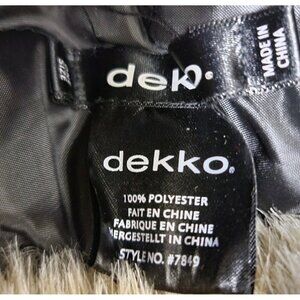 dek
MADE IN
CHINA
dekko.
100% POLYESTER
FAIT EN CHINE
FABRIQUE EN CHINE
HERGESTELLT IN CHINA
STYLE NO. #7849